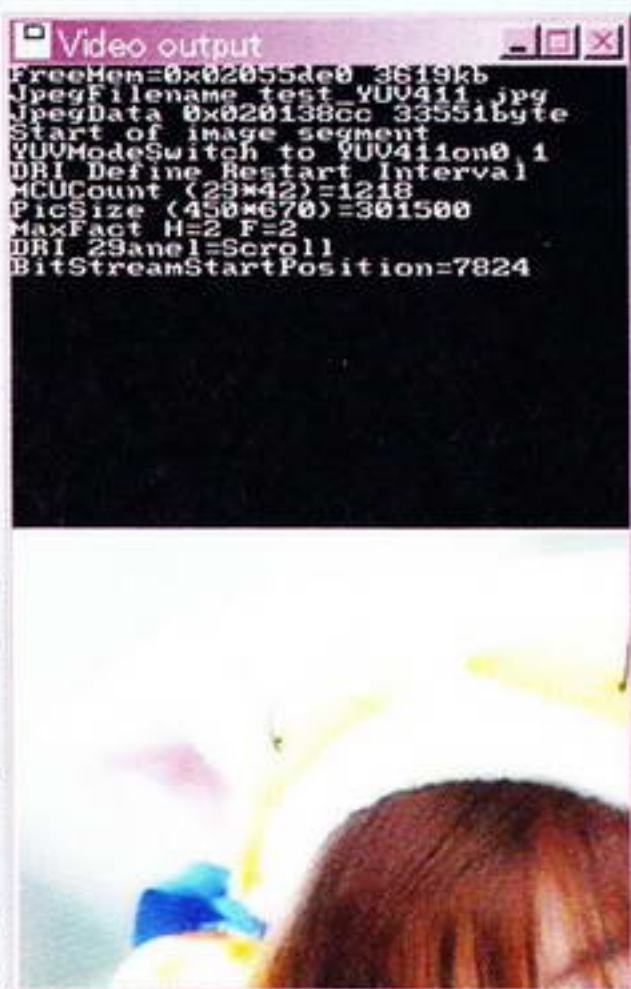 Video output
FreeMem=0x02055de0 3619kb
JpegFilename test_YUV411.jpg
JpegData 0x020138cc 33551byte
Start of image segment
YUVModeSwitch to YUV411on0,1
DRI Define Restart Interval
MCUCount (29*42)=1218
PicSize (450*670)=301500
MaxFact H=2 F=2
DRI 29anel=Scroll
BitStreamStartPosition=7824